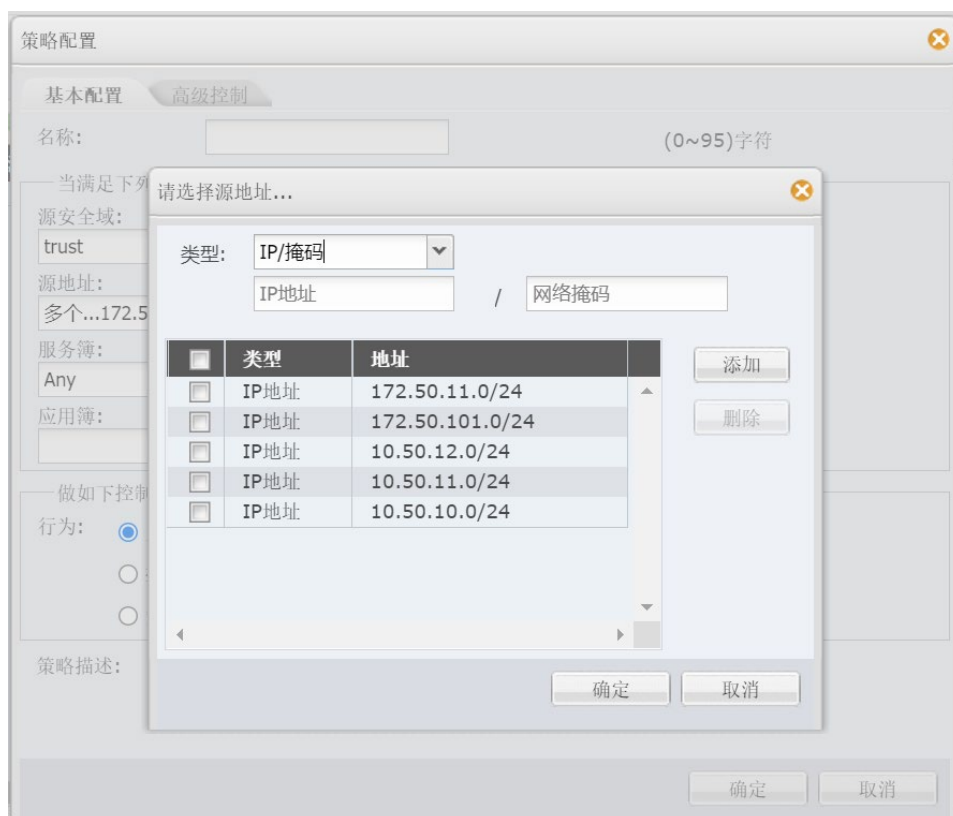 策略配置
基本配置 高级控制
名称: (0~95)字符
当满足下列
请选择源地址...
源安全域:
trust
类型: IP/掩码
源地址:
IP地址 / 网络掩码
多个...172.5
服务簿:
类型 地址 添加
Any
IP地址 172.50.11.0/24
应用簿:
IP地址 172.50.101.0/24 删除
IP地址 10.50.12.0/24
IP地址 10.50.11.0/24
做如下控制
IP地址 10.50.10.0/24
行为:
策略描述:
确定 取消
确定 取消